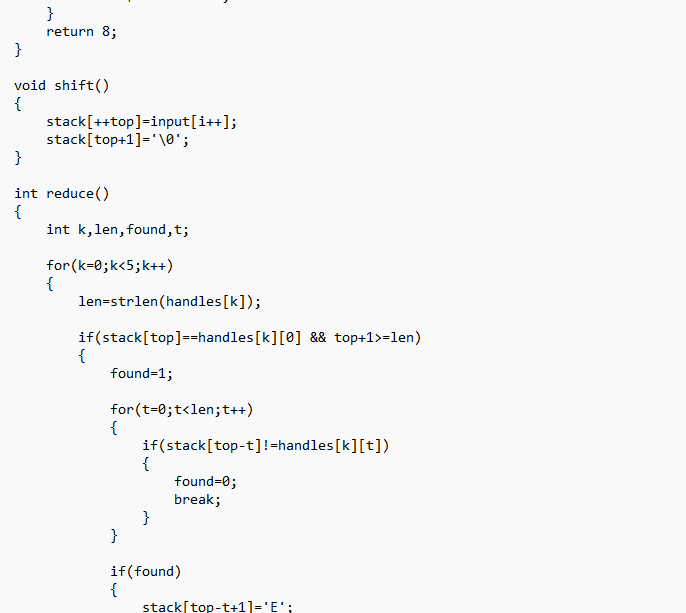 }
return 8;
}
void shift()
{
stack[++top]=input[i++];
stack[top+1]='\0';
}
int reduce()
{
int k,len,found,t;
for(k=0;k<5;k++)
{
len=strlen(handles[k]);
if(stack[top]==handles[k][0] && top+1>=len)
{
found=1;
for(t=0;t<len;t++)
{
if(stack[top-t]!=handles[k][t])
{
found=0;
break;
}
}
if(found)
{
stack[top-t+1]='E';